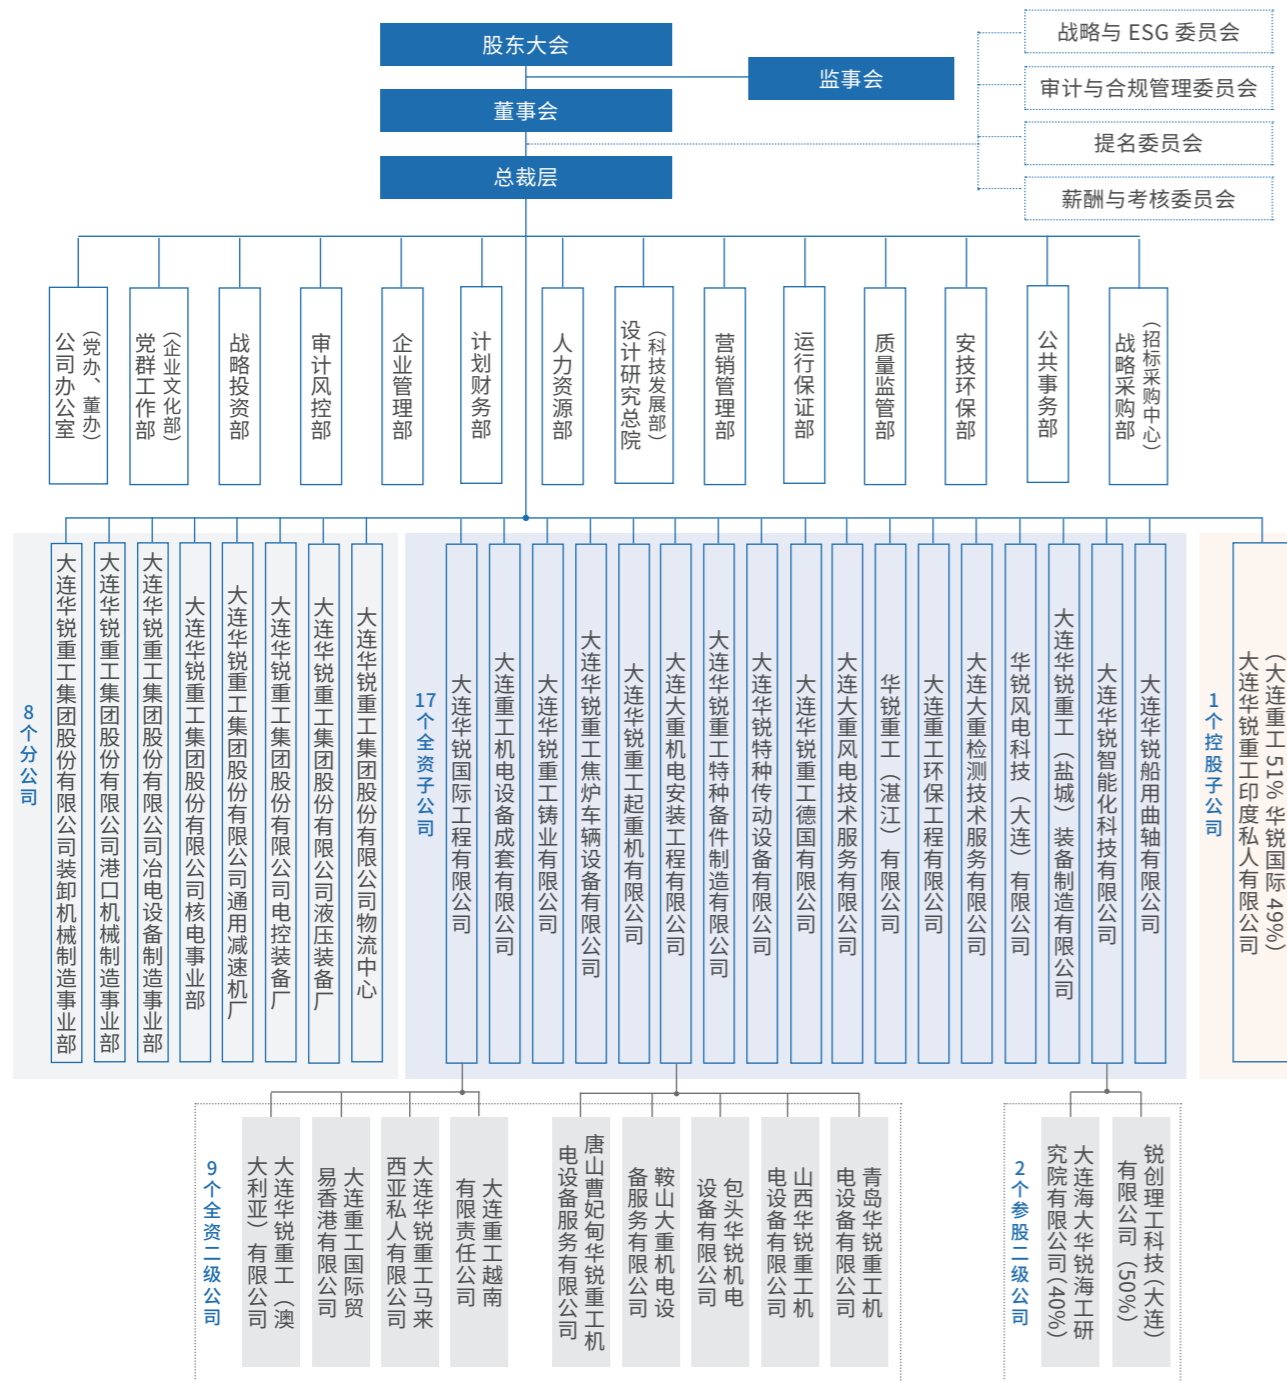 股东大会
监事会
董事会
总裁层
战略与 ESG 委员会
审计与合规管理委员会
提名委员会
薪酬与考核委员会
公司办公室
（党办、董办）
党群工作部
（企业文化部）
战略投资部
审计风控部
企业管理部
计划财务部
人力资源部
设计研究总院
（科技发展部）
营销管理部
运行保证部
质量监管部
安技环保部
公共事务部
战略采购部
（招标采购中心）
8个分公司
大连华锐重工集团股份有限公司装卸机械制造事业部
大连华锐重工集团股份有限公司港口机械制造事业部
大连华锐重工集团股份有限公司冶电设备制造事业部
大连华锐重工集团股份有限公司核电事业部
大连华锐重工集团股份有限公司通用减速机厂
大连华锐重工集团股份有限公司电控装备厂
大连华锐重工集团股份有限公司液压装备厂
大连华锐重工集团股份有限公司物流中心
17个全资子公司
大连华锐国际工程有限公司
大连重工机电设备成套有限公司
大连华锐重工铸业有限公司
大连华锐重工焦炉车辆设备有限公司
大连华锐重工起重机有限公司
大连大重机电安装工程有限公司
大连华锐重工特种备件制造有限公司
大连华锐特种传动设备有限公司
大连华锐重工德国有限公司
大连大重风电技术服务有限公司
华锐重工（湛江）有限公司
大连重工环保工程有限公司
大连大重检测技术服务有限公司
华锐风电科技（大连）有限公司
大连华锐重工（盐城）装备制造有限公司
大连华锐智能化科技有限公司
大连华锐船用曲轴有限公司
1个控股子公司
大连华锐重工印度私人有限公司
（大连重工 51% 华锐国际 49%）
9个全资二级公司
大连华锐重工（澳
大利亚）有限公司
大连重工国际贸
易香港有限公司
大连华锐重工马来
西亚私人有限公司
大连重工越南
有限责任公司
唐山曹妃甸华锐重工机
电设备服务有限公司
鞍山大重机电设
备服务有限公司
包头华锐机电
设备有限公司
山西华锐重工机
电设备有限公司
青岛华锐重工机
电设备有限公司
2个参股二级公司
大连海大华锐海工研
究院有限公司（40%）
锐创理工科技（大连）
有限公司（50%）